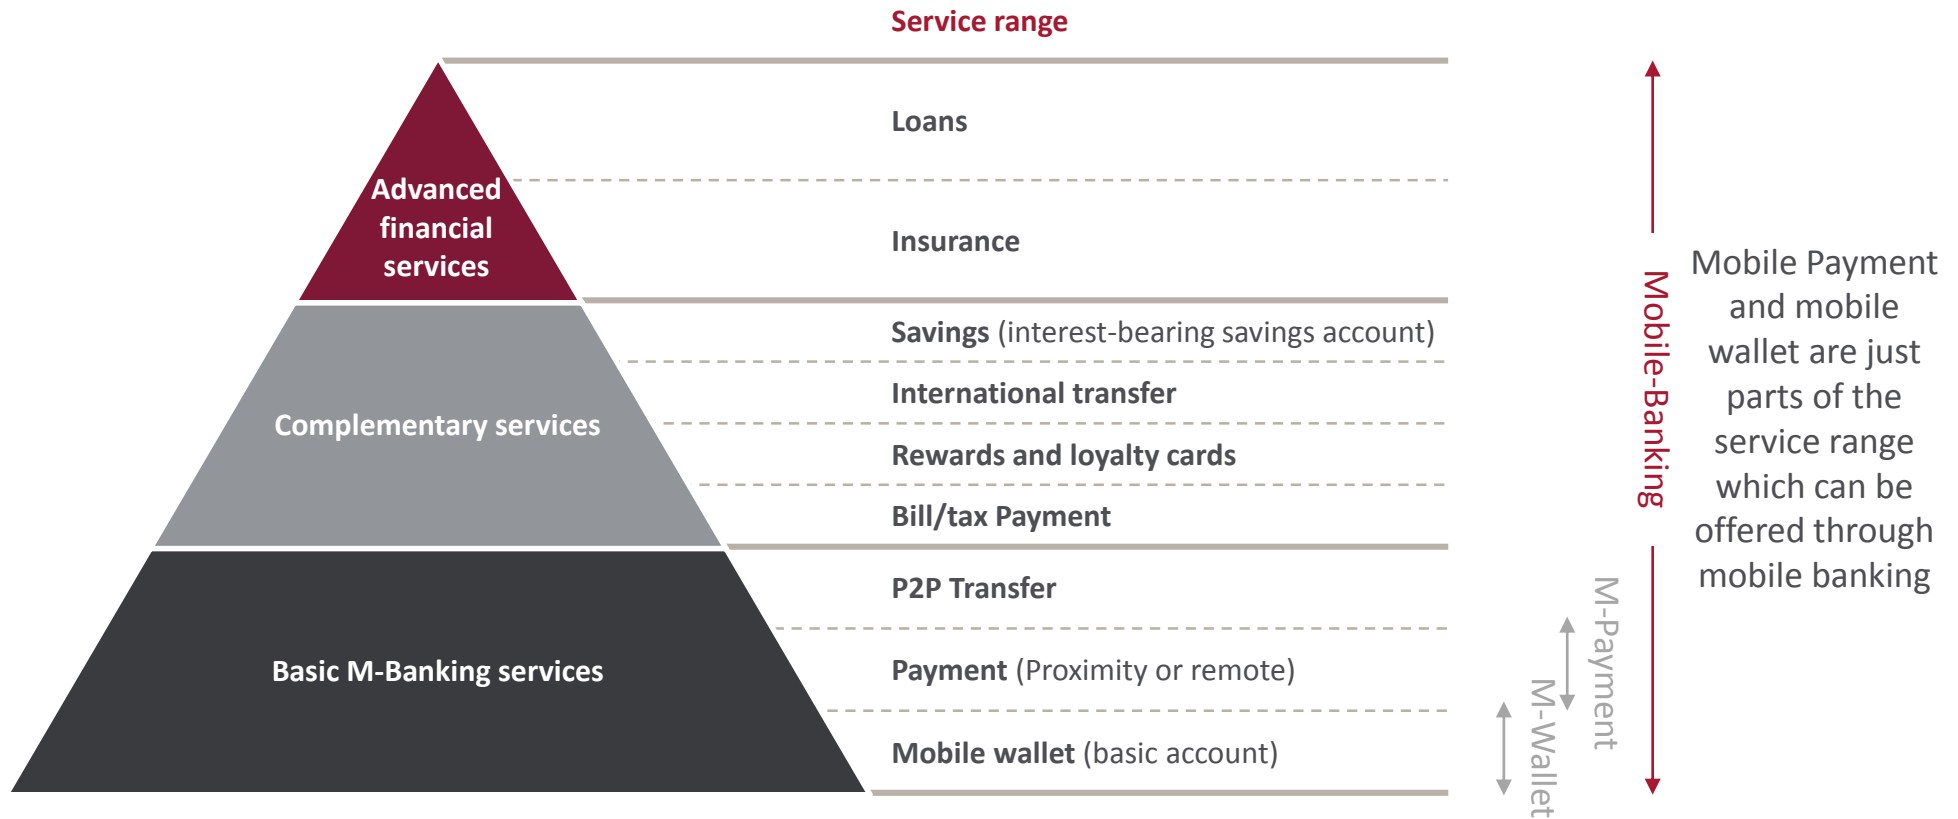 Service range
Loans
Advanced
financial
services
Insurance
Savings (interest-bearing savings account)
International transfer
Complementary services
Rewards and loyalty cards
Bill/tax Payment
P2P Transfer
Basic M-Banking services
Payment (Proximity or remote)
Mobile wallet (basic account)
M-Wallet
M-Payment
Mobile-Banking
Mobile Payment
and mobile
wallet are just
parts of the
service range
which can be
offered through
mobile banking